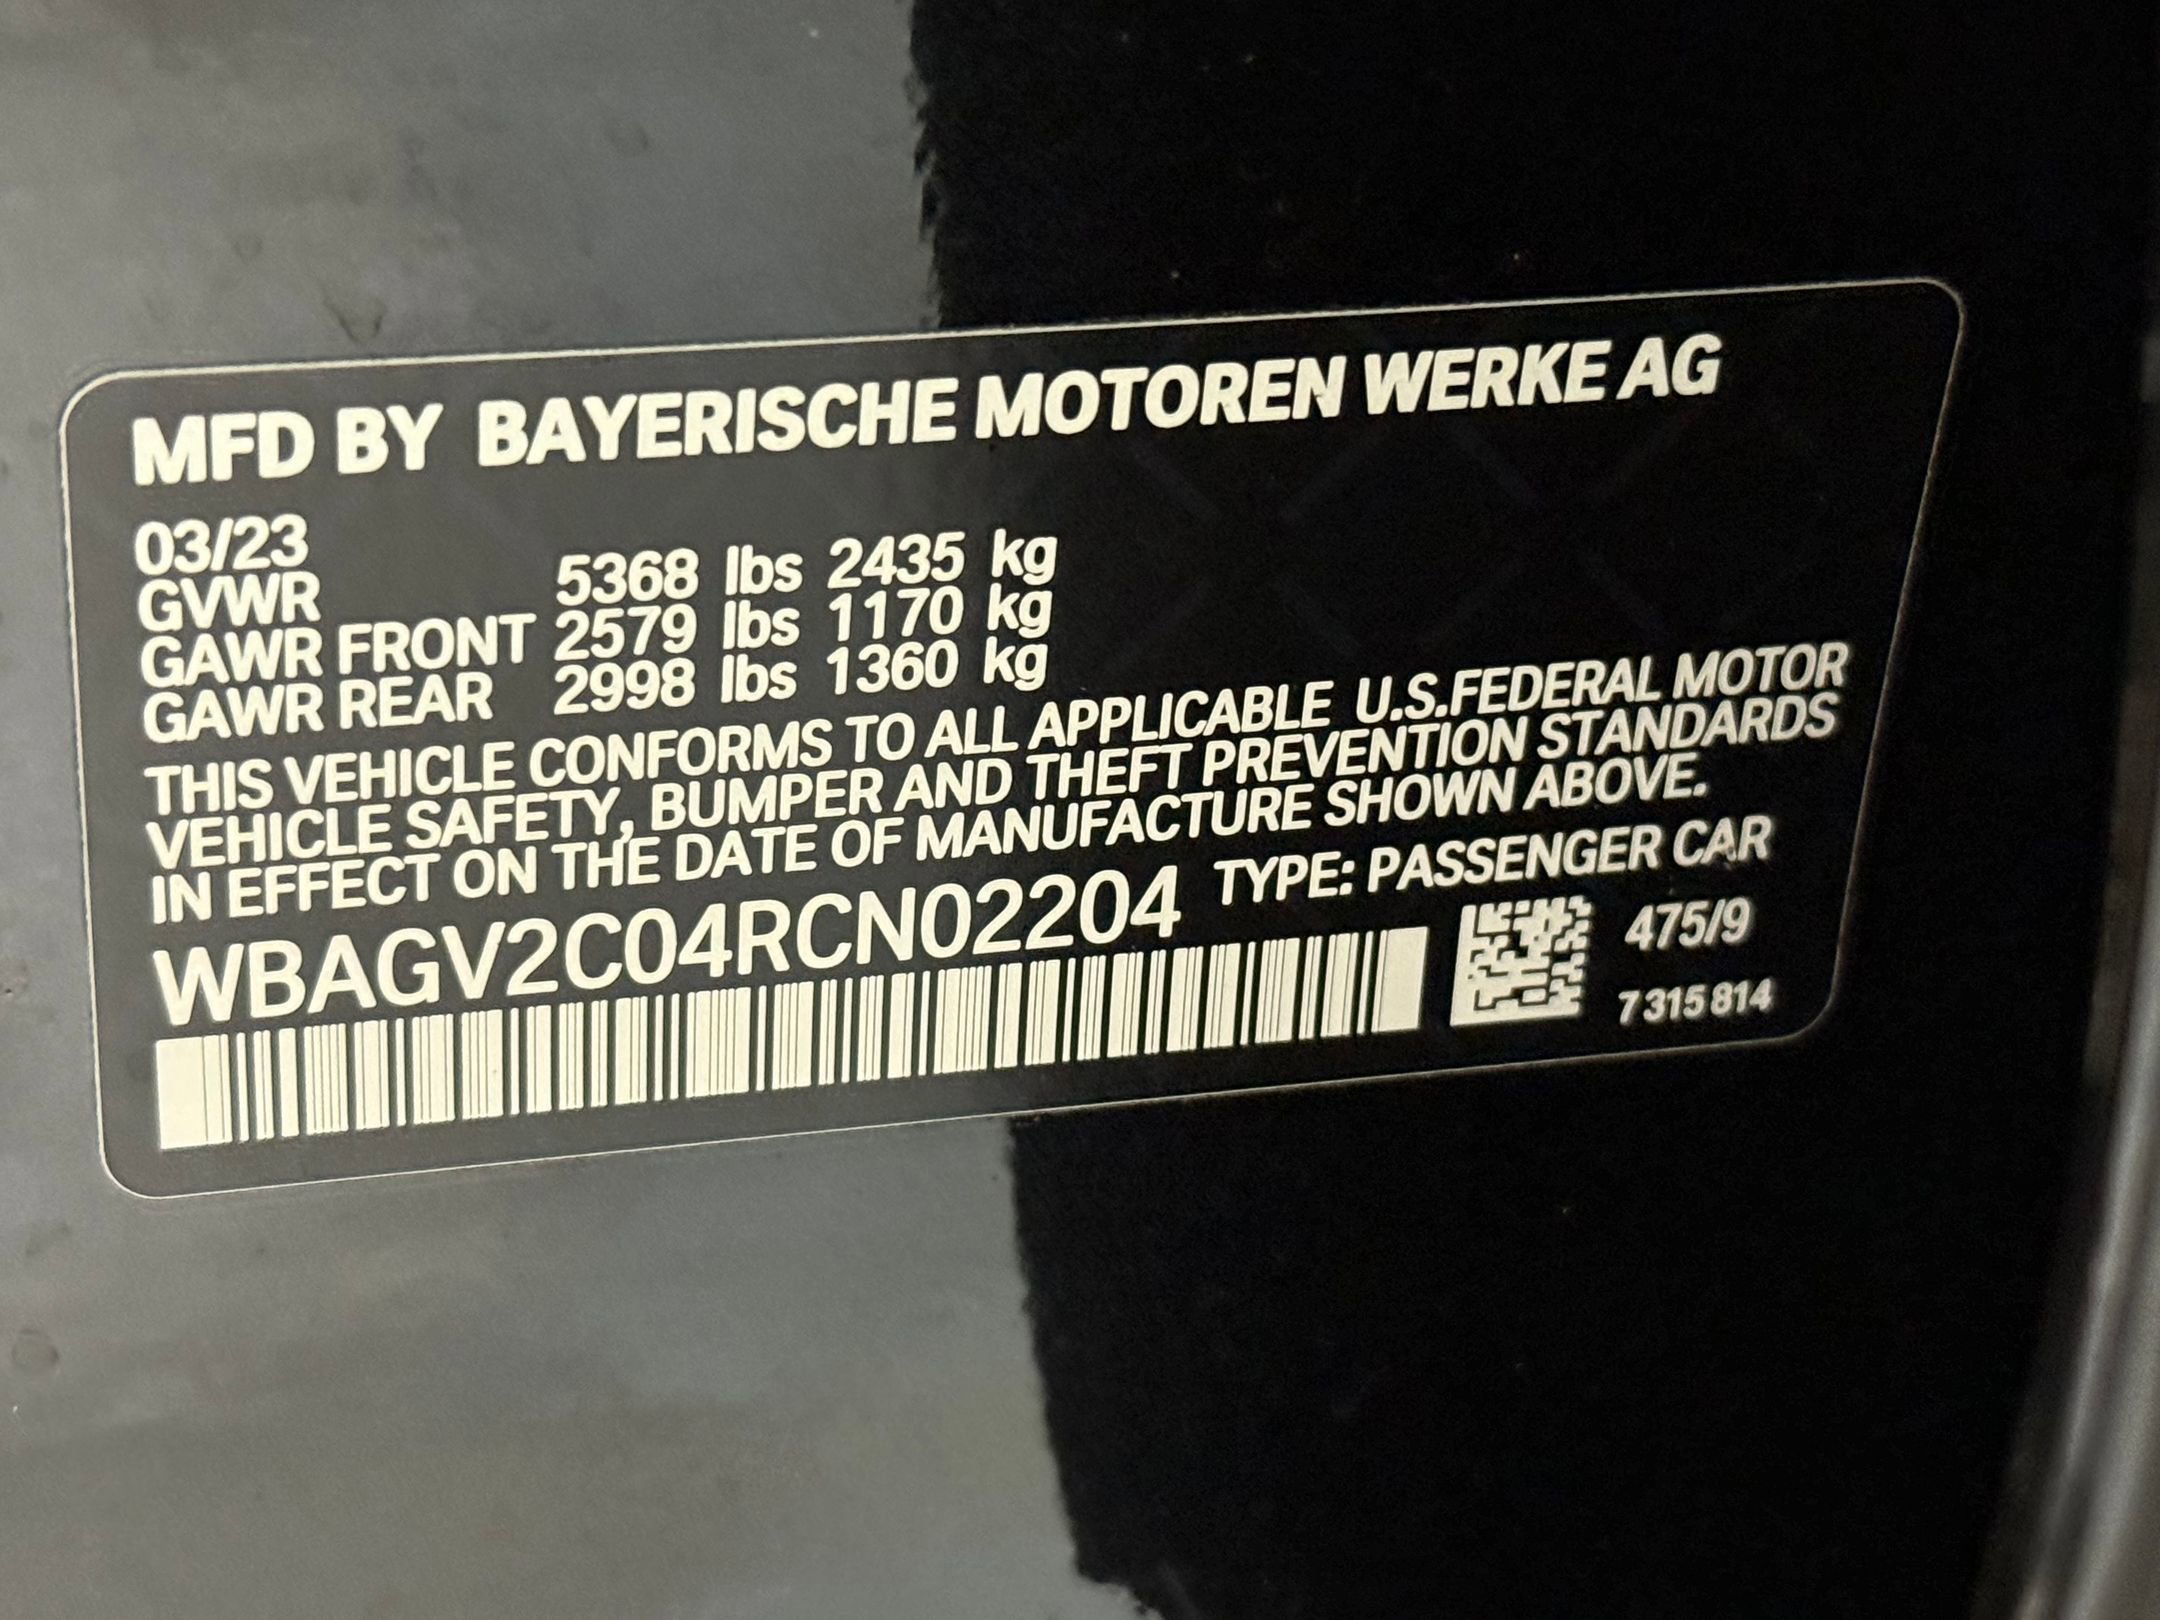 MFD BY BAYERISCHE MOTOREN WERKE AG
03/23
GVWR 5368 lbs 2435 kg
GAWR FRONT 2579 lbs 1170 kg
GAWR REAR 2998 lbs 1360 kg
THIS VEHICLE CONFORMS TO ALL APPLICABLE U.S.FEDERAL MOTOR
VEHICLE SAFETY, BUMPER AND THEFT PREVENTION STANDARDS
IN EFFECT ON THE DATE OF MANUFACTURE SHOWN ABOVE.
WBAGV2C04RCN02204 TYPE: PASSENGER CAR
475/9
7 315 814